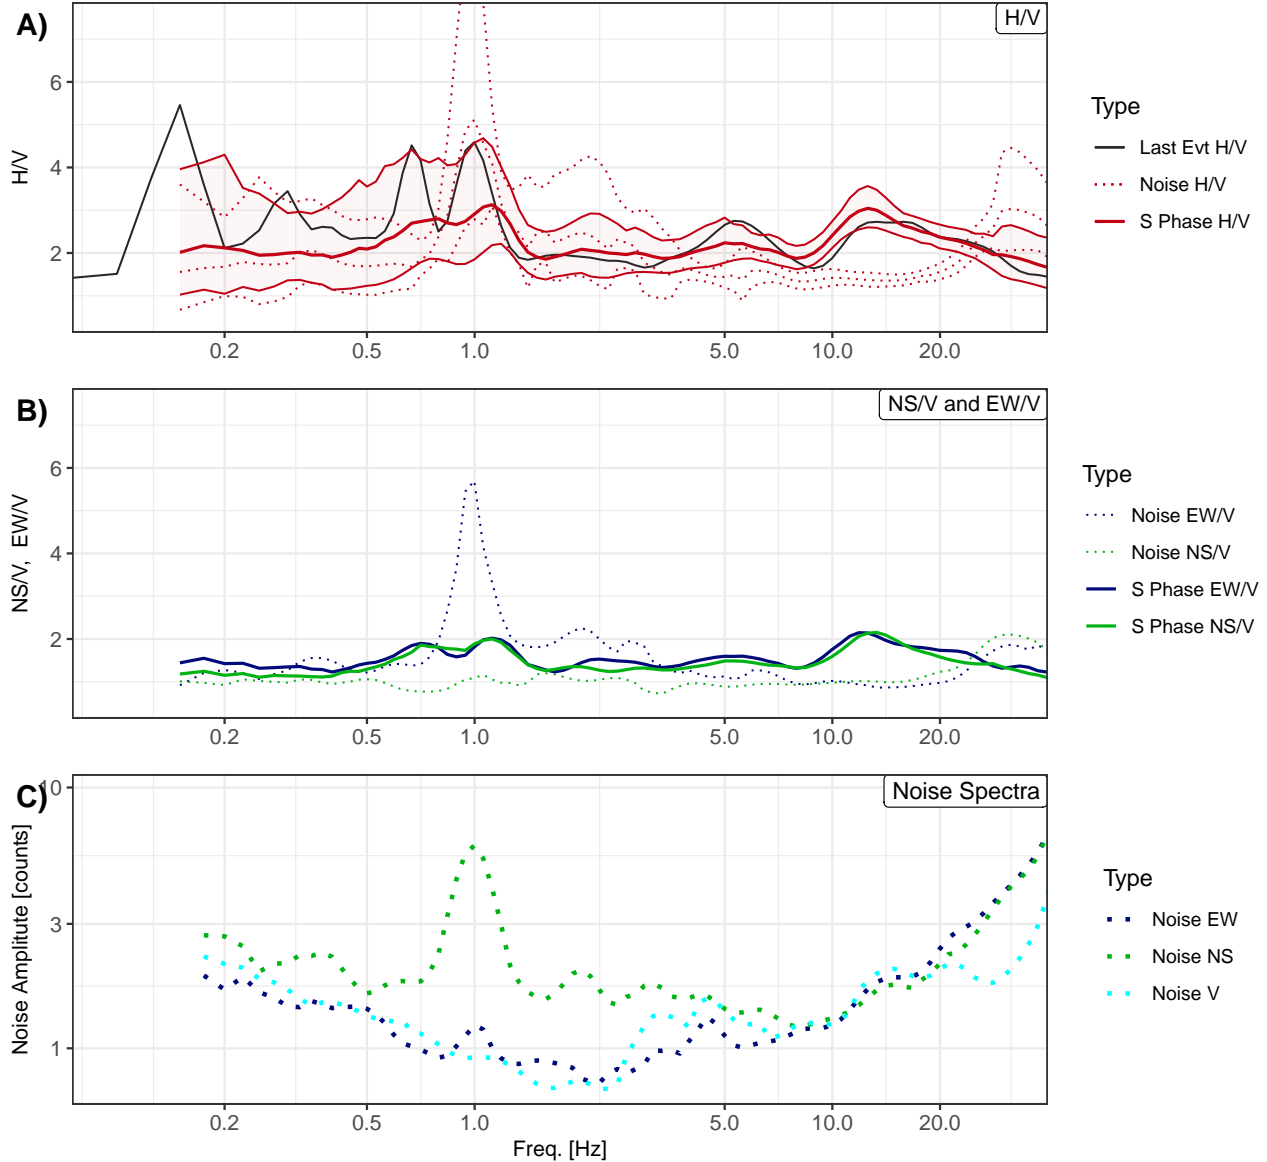 A)
H/V
H/V
6
4
2
0.2 0.5 1.0 5.0 10.0 20.0
Type
Last Evt H/V
Noise H/V
S Phase H/V
B)
NS/V and EW/V
NS/V, EW/V
6
4
2
0.2 0.5 1.0 5.0 10.0 20.0
Type
Noise EW/V
Noise NS/V
S Phase EW/V
S Phase NS/V
C)
Noise Spectra
Noise Amplitute [counts]
10
3
1
0.2 0.5 1.0 5.0 10.0 20.0
Freq. [Hz]
Type
Noise EW
Noise NS
Noise V